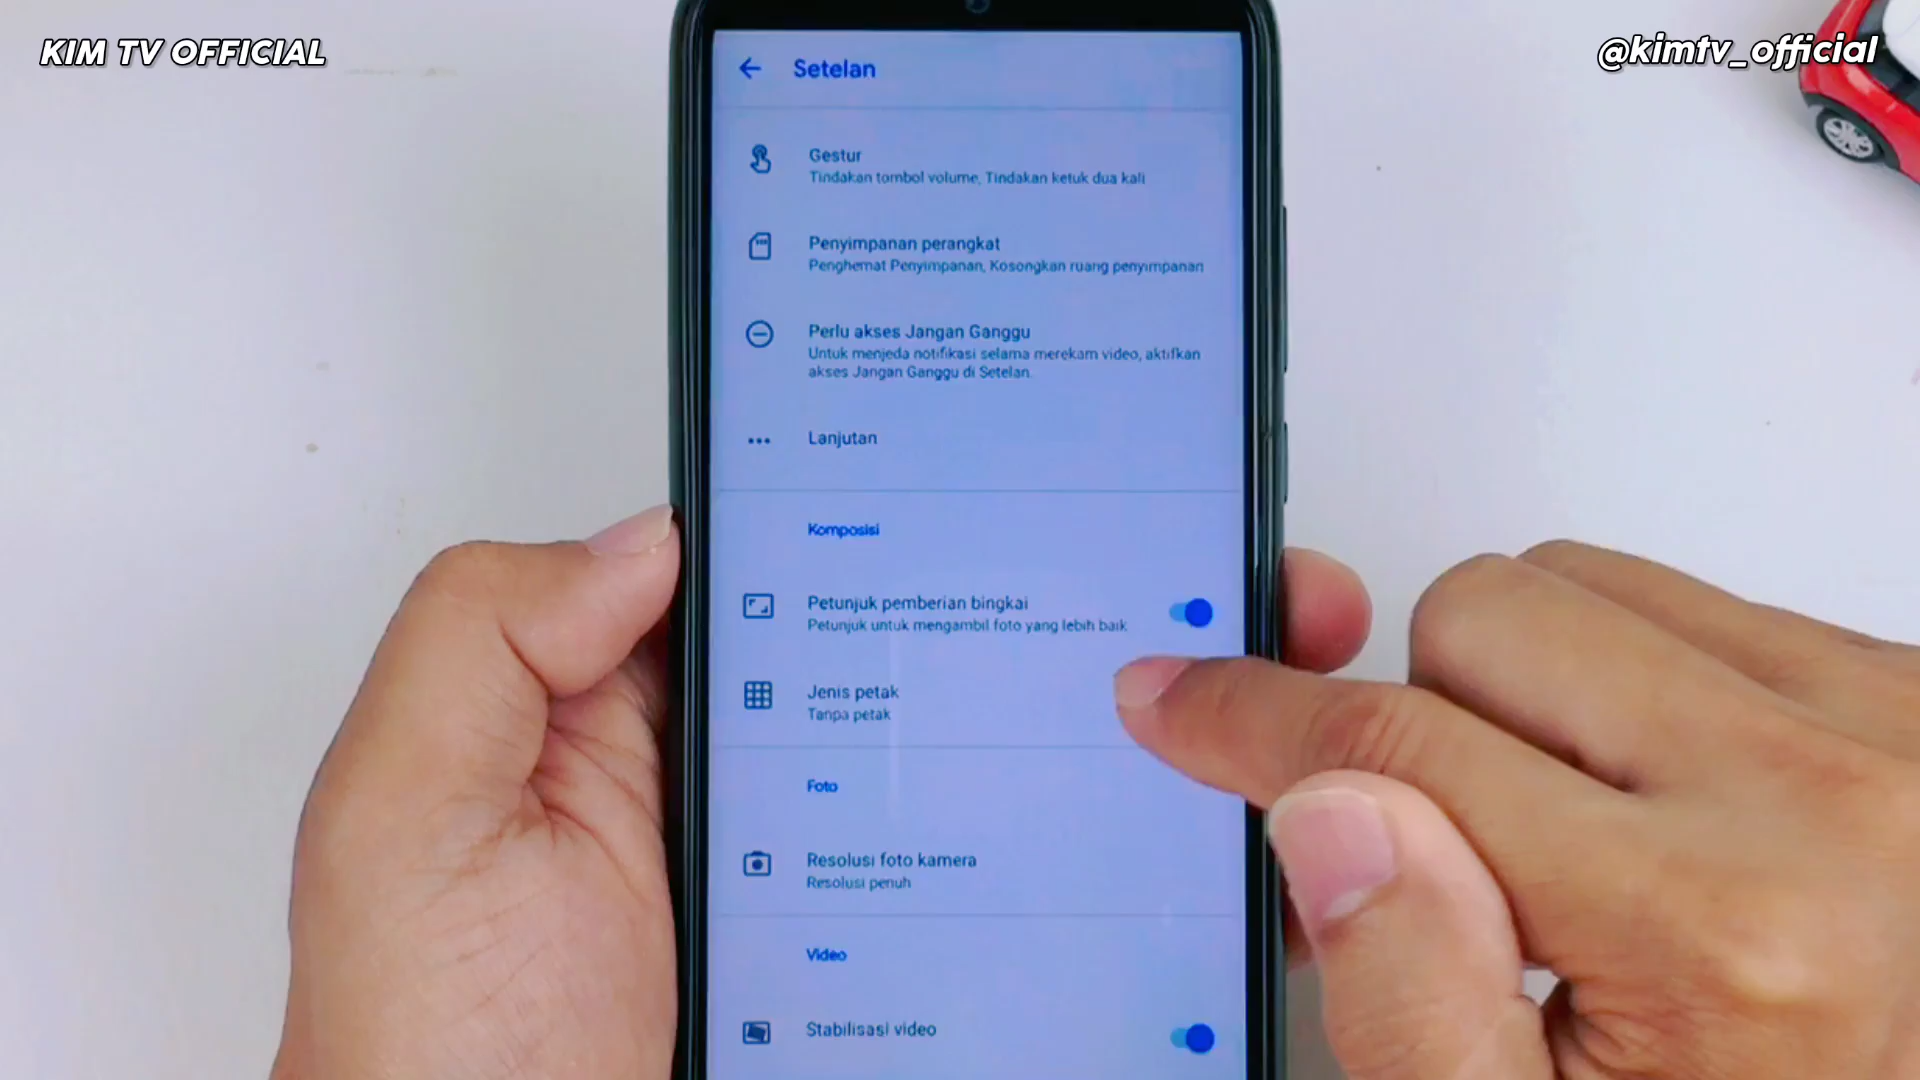 KIM TV OFFICIAL
@kimtv_official
Setelan
Gestur
Tindakan tombol volume, Tindakan ketuk dua kali
Penyimpanan perangkat
Penghemat Penyimpanan, Kosongkan ruang penyimpanan
Perlu akses Jangan Ganggu
Untuk menjeda notifikasi selama merekam video, aktifkan
akses Jangan Ganggu di Setelan.
Lanjutan
Komposisi
Petunjuk pemberian bingkai
Petunjuk untuk mengambil foto yang lebih baik
Jenis petak
Tanpa petak
Foto
Resolusi foto kamera
Resolusi penuh
Video
Stabilisasi video